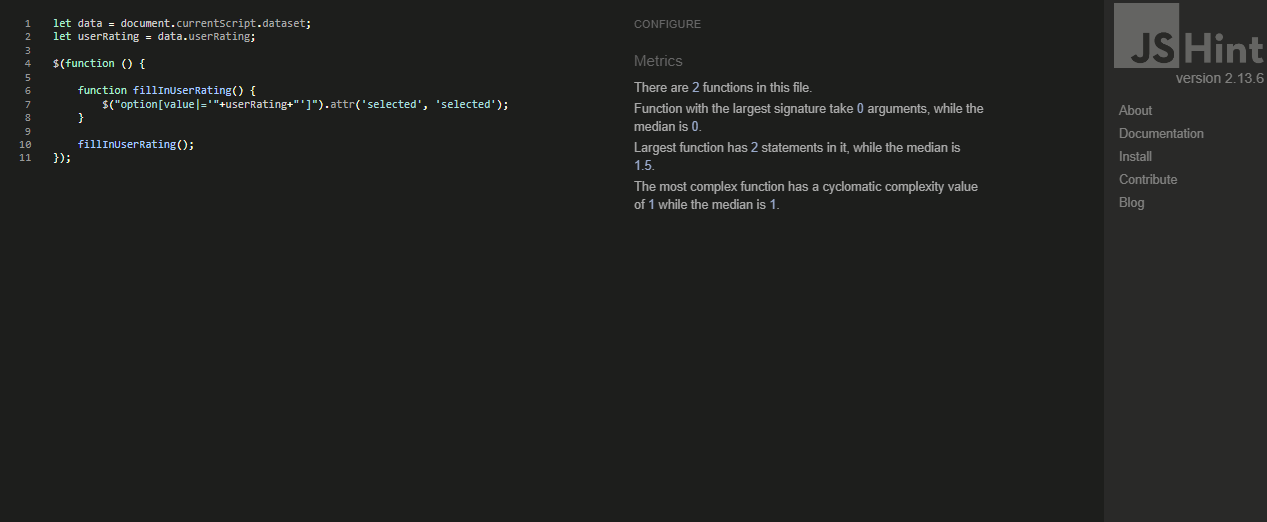 1 let data = document.currentScript.dataset;
2 let userRating = data.userRating;
3
4 $(function () {
5
6 function fillInUserRating() {
7 $("option[value|='"+userRating+"']").attr('selected', 'selected');
8 }
9
10 fillInUserRating();
11 });
CONFIGURE
Metrics
There are 2 functions in this file.
Function with the largest signature take 0 arguments, while the
median is 0.
Largest function has 2 statements in it, while the median is
1.5.
The most complex function has a cyclomatic complexity value
of 1 while the median is 1.
JSHint
version 2.13.6
About
Documentation
Install
Contribute
Blog